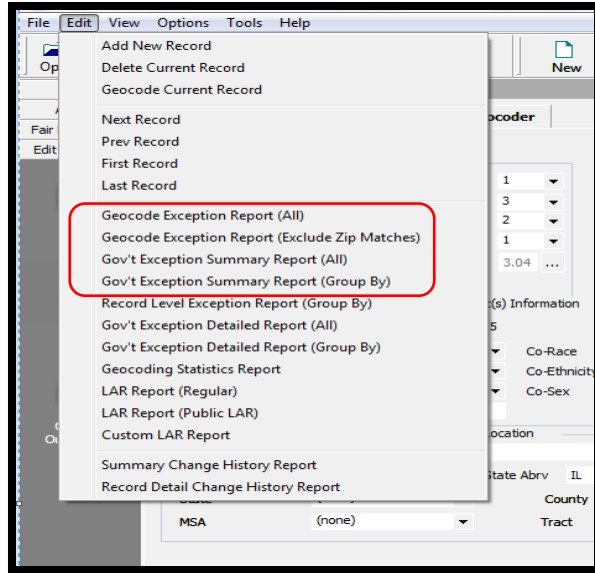 File Edit View Options Tools Help
Add New Record
Delete Current Record
Geocode Current Record
New
Next Record
Prev Record
First Record
Last Record
Fair
Edit
ocoder
1
3
2
1
3.04 ...
Geocode Exception Report (All)
Geocode Exception Report (Exclude Zip Matches)
Gov't Exception Summary Report (All)
Gov't Exception Summary Report (Group By)
Record Level Exception Report (Group By)
Gov't Exception Detailed Report (All)
Gov't Exception Detailed Report (Group By)
Geocoding Statistics Report
LAR Report (Regular)
LAR Report (Public LAR)
Custom LAR Report
(s) Information
5
Co-Race
Co-Ethnicity
Co-Sex
ocation
Summary Change History Report
Record Detail Change History Report
State Abrv IL
County
MSA (none) Tract